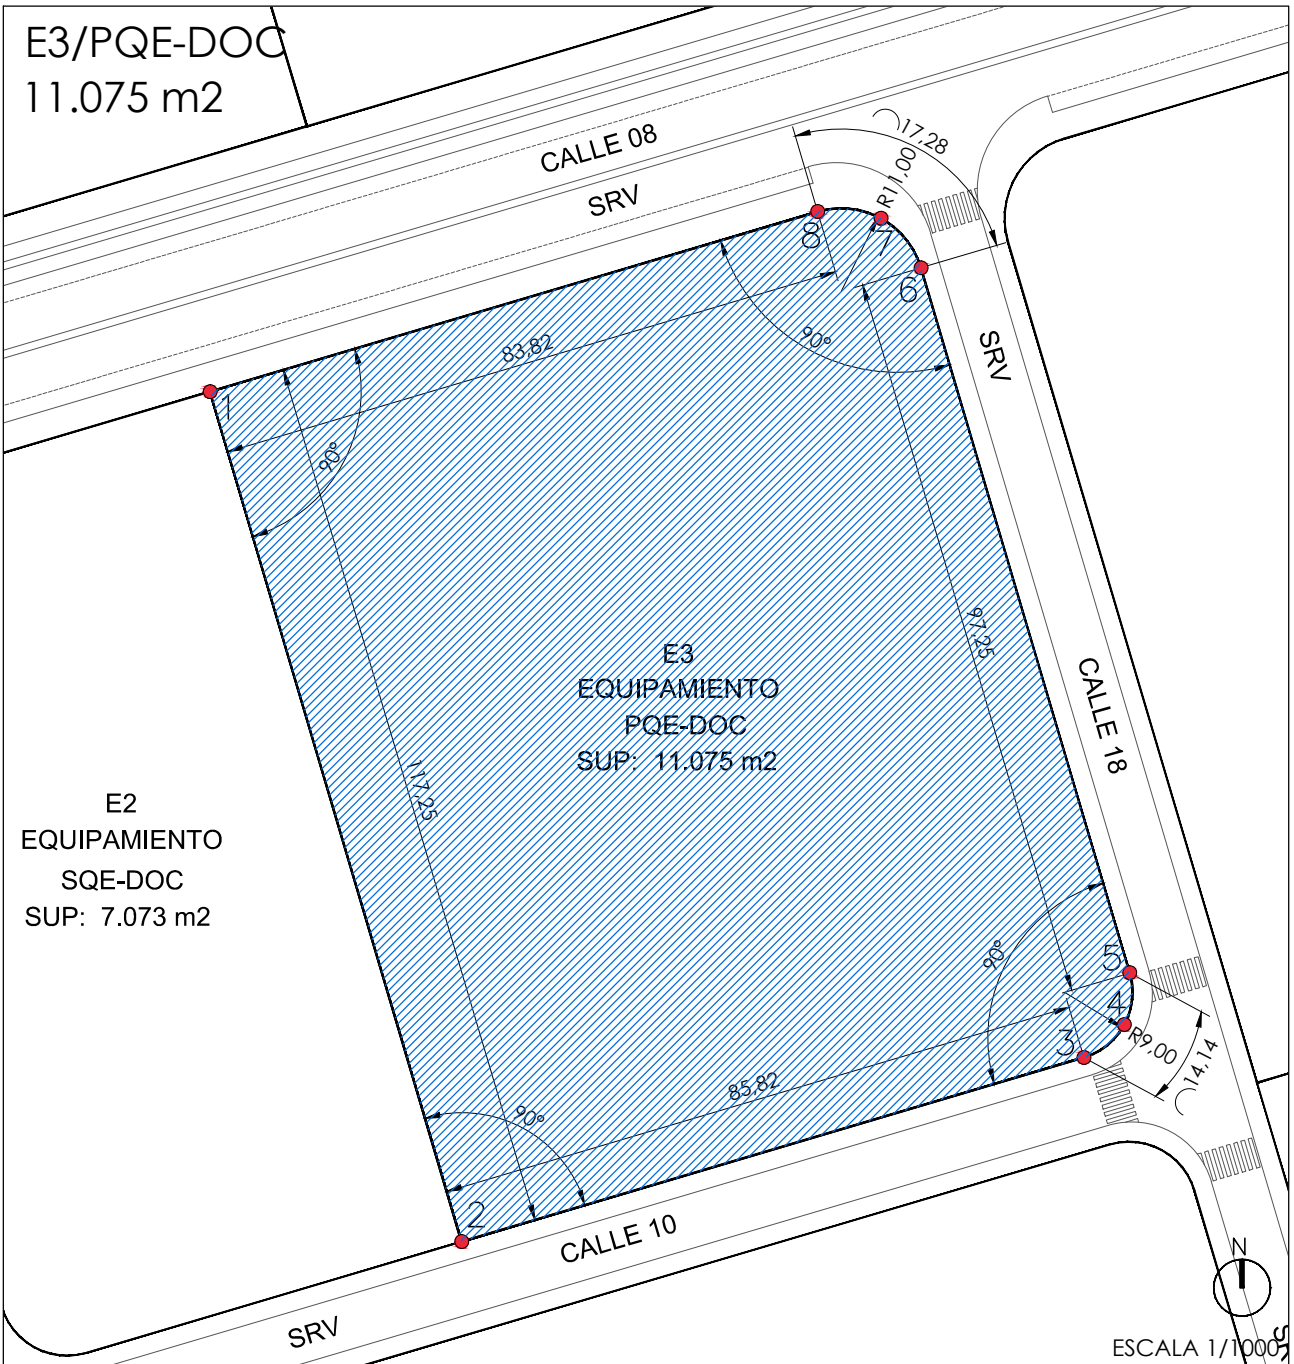 E3/PQE-DOC
11.075 m2
CALLE 08
SRV
17,28
R11,00
8
7
6
90°
83,82
1
90°
SRV
97,25
E3
EQUIPAMIENTO
PQE-DOC
SUP: 11.075 m2
CALLE 18
117,25
E2
EQUIPAMIENTO
SQE-DOC
SUP: 7.073 m2
90°
5
4
3
R9,00
14,14
85,82
90°
2
CALLE 10
SRV
N
ESCALA 1/1000